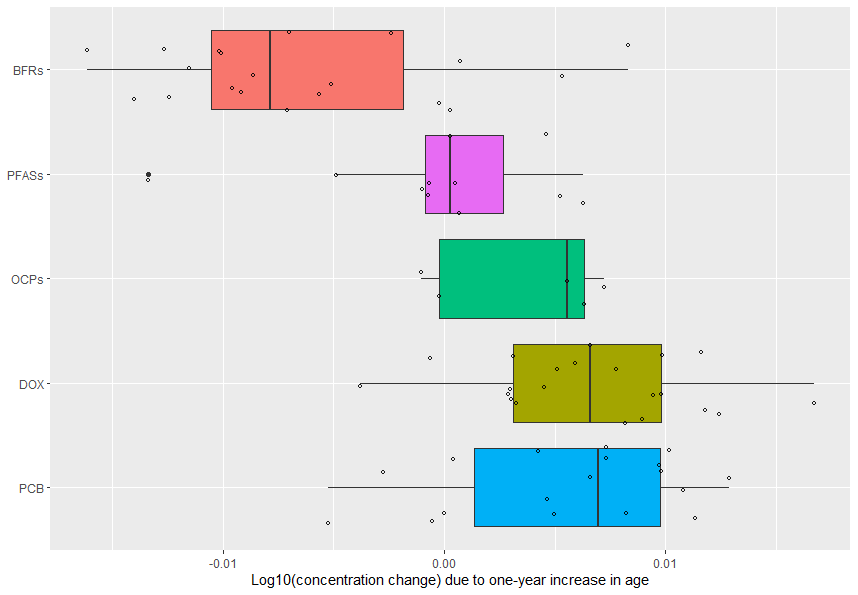 BFRs
PFASs
OCPs
DOX
PCB
-0.01 0.00 0.01
Log10(concentration change) due to one-year increase in age